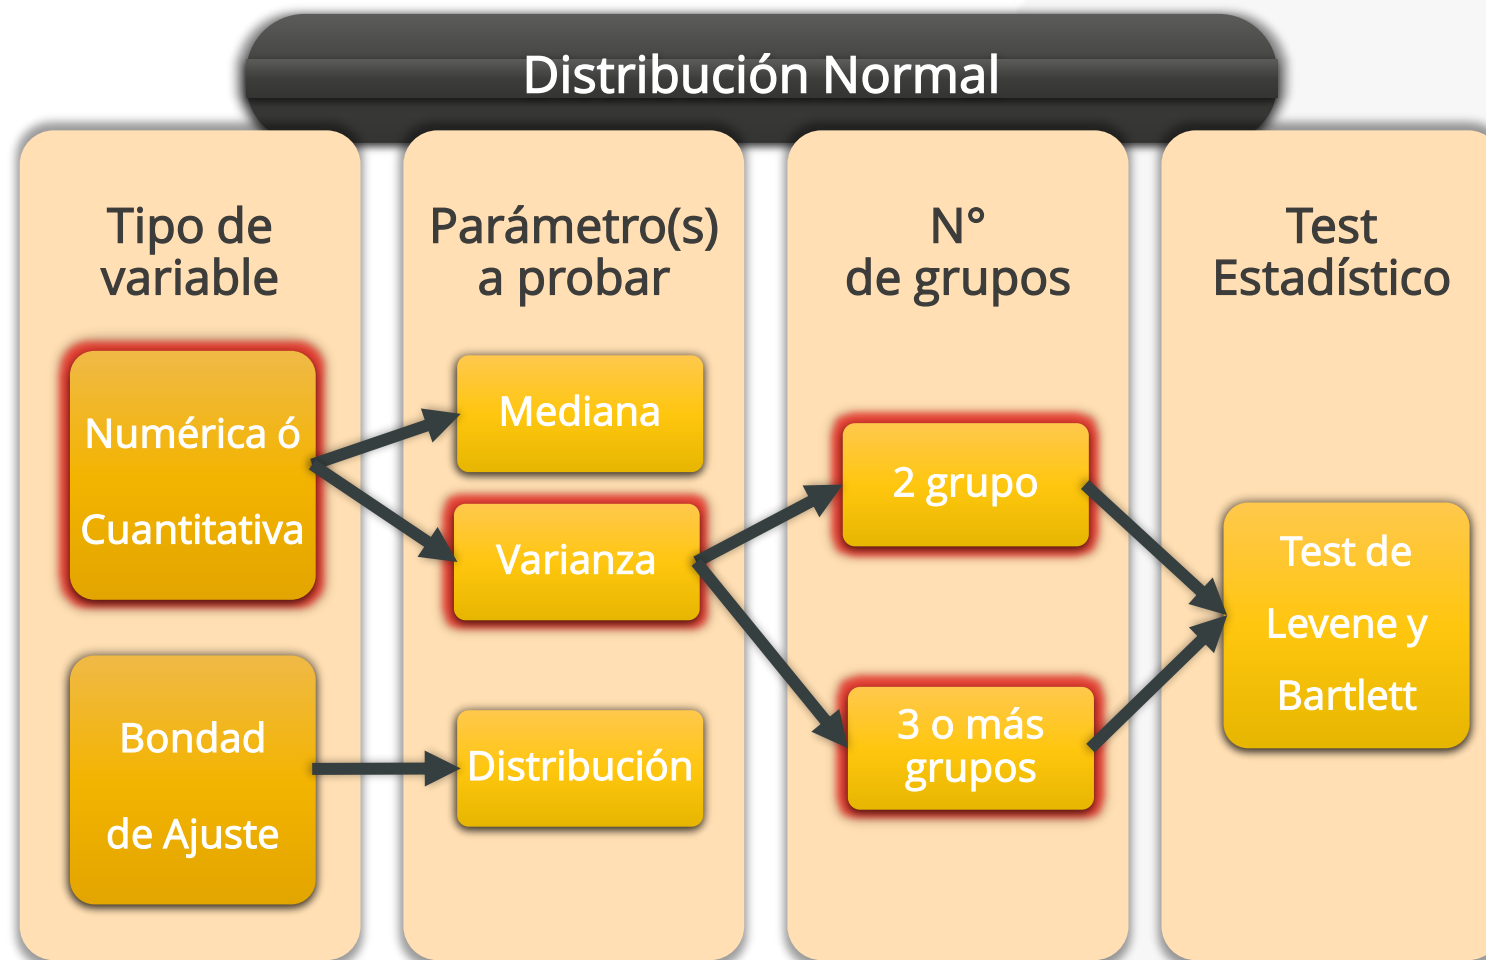 Distribución Normal
Tipo de
variable
Numérica ó
Cuantitativa
Bondad
de Ajuste
Parámetro(s)
a probar
Mediana
Varianza
Distribución
N°
de grupos
2 grupo
3 o más
grupos
Test
Estadístico
Test de
Levene y
Bartlett